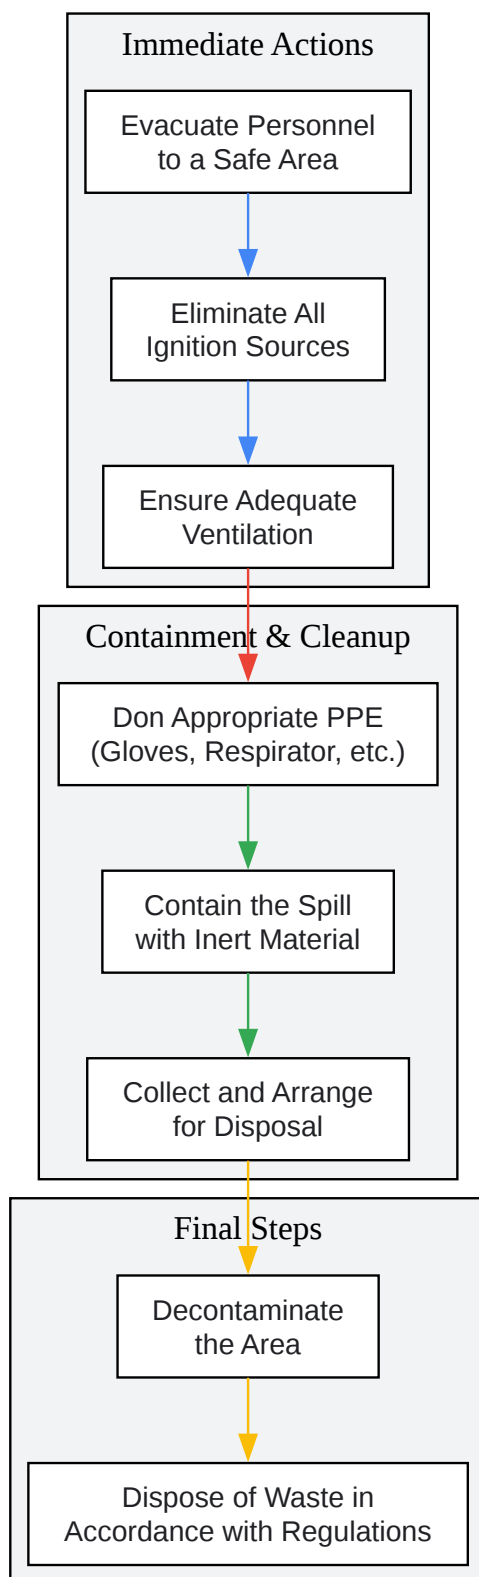 Immediate Actions
Evacuate Personnel
to a Safe Area
Eliminate All
Ignition Sources
Ensure Adequate
Ventilation
Containment & Cleanup
Don Appropriate PPE
(Gloves, Respirator, etc.)
Contain the Spill
with Inert Material
Collect and Arrange
for Disposal
Final Steps
Decontaminate
the Area
Dispose of Waste in
Accordance with Regulations